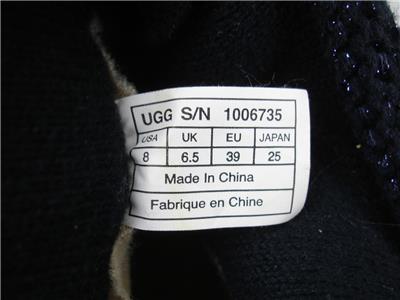 UGG S/N 1006735
USA UK EU JAPAN
8 6.5 39 25
Made In China
Fabrique en Chine